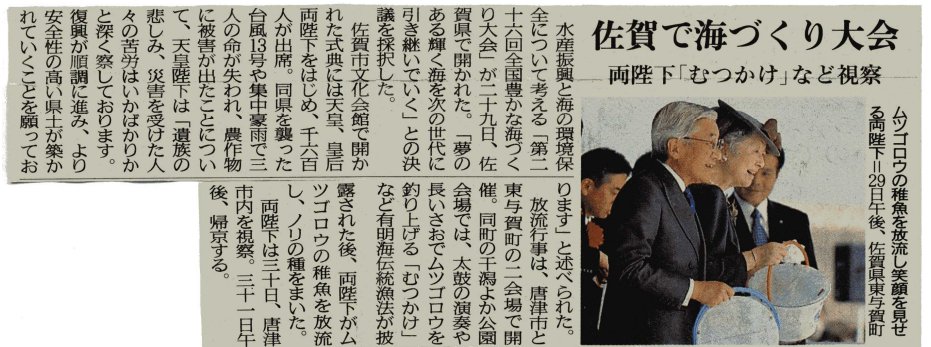 佐賀で海づくり大会
両陛下「むつかけ」など視察
ムツゴロウの稚魚を放流し笑顔を見せ
る両陛下＝29日午後、佐賀県東与賀町
　水産振興と海の環境保
全について考える「第二
十六回全国豊かな海づく
り大会」が二十九日、佐
賀県で開かれた。「夢の
ある輝く海を次の世代に
引き継いでいく」との決
議を採択した。
　佐賀市文化会館で開か
れた式典には天皇、皇后
両陛下をはじめ、千六百
人が出席。同県を襲った
台風13号や集中豪雨で三
人の命が失われ、農作物
に被害が出たことについ
て、天皇陛下は「遺族の
悲しみ、災害を受けた人
々の苦労はいかばかりか
と深く察しております。
復興が順調に進み、より
安全性の高い県土が築か
れていくことを願ってお
ります」と述べられた。
　放流行事は、唐津市と
東与賀町の二会場で開
催。同町の干潟よか公園
会場では、太鼓の演奏や
長いさおでムツゴロウを
釣り上げる「むつかけ」
など有明海伝統漁法が披
露された後、両陛下がム
ツゴロウの稚魚を放流
し、ノリの種をまいた。
　両陛下は三十日、唐津
市内を視察。三十一日午
後、帰京する。